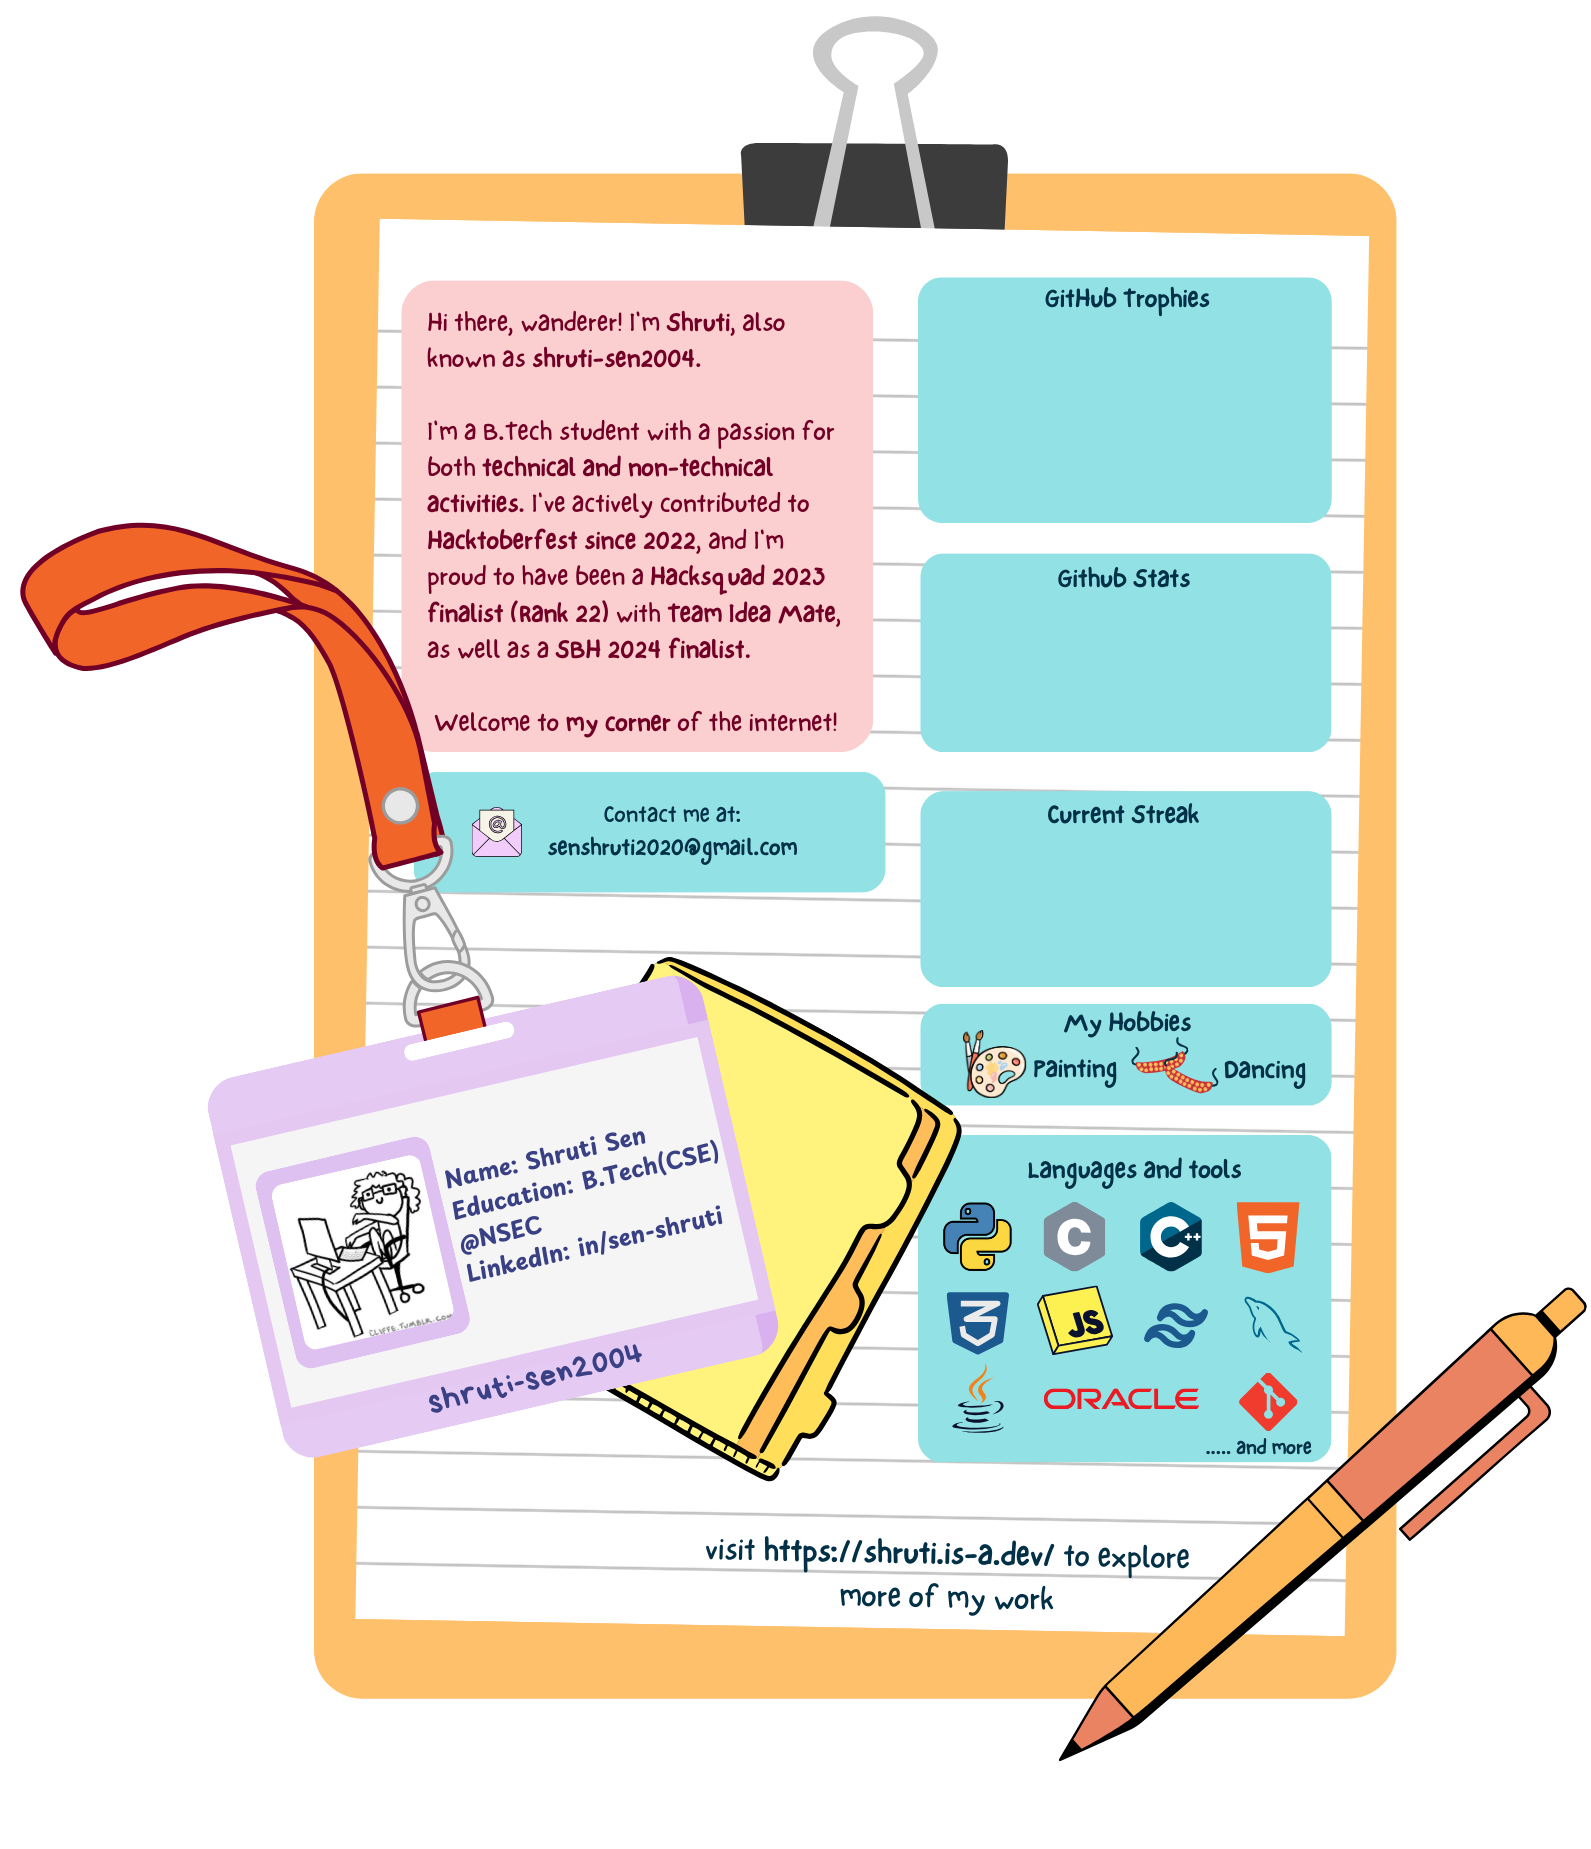 Hi there, wanderer! I'm Shruti, also
known as shruti-sen2004.
I'm a B.Tech student with a passion for
both technical and non-technical
activities. I've actively contributed to
Hacktoberfest since 2022, and I'm
proud to have been a Hacksquad 2023
finalist (Rank 22) with Team Idea Mate,
as well as a SBH 2024 finalist.
Welcome to my corner of the internet!
Contact me at:
senshruti2020@gmail.com
@
Name: Shruti Sen
Education: B.Tech(CSE)
@NSEC
LinkedIn: in/sen-shruti
CLIFFE.TUMBLR.COM
shruti-sen2004
GitHub Trophies
Github Stats
Current Streak
My Hobbies
Painting
Dancing
Languages and tools
C
C++
5
3
JS
ORACLE
..... and more
visit https://shruti.is-a.dev/ to explore
more of my work